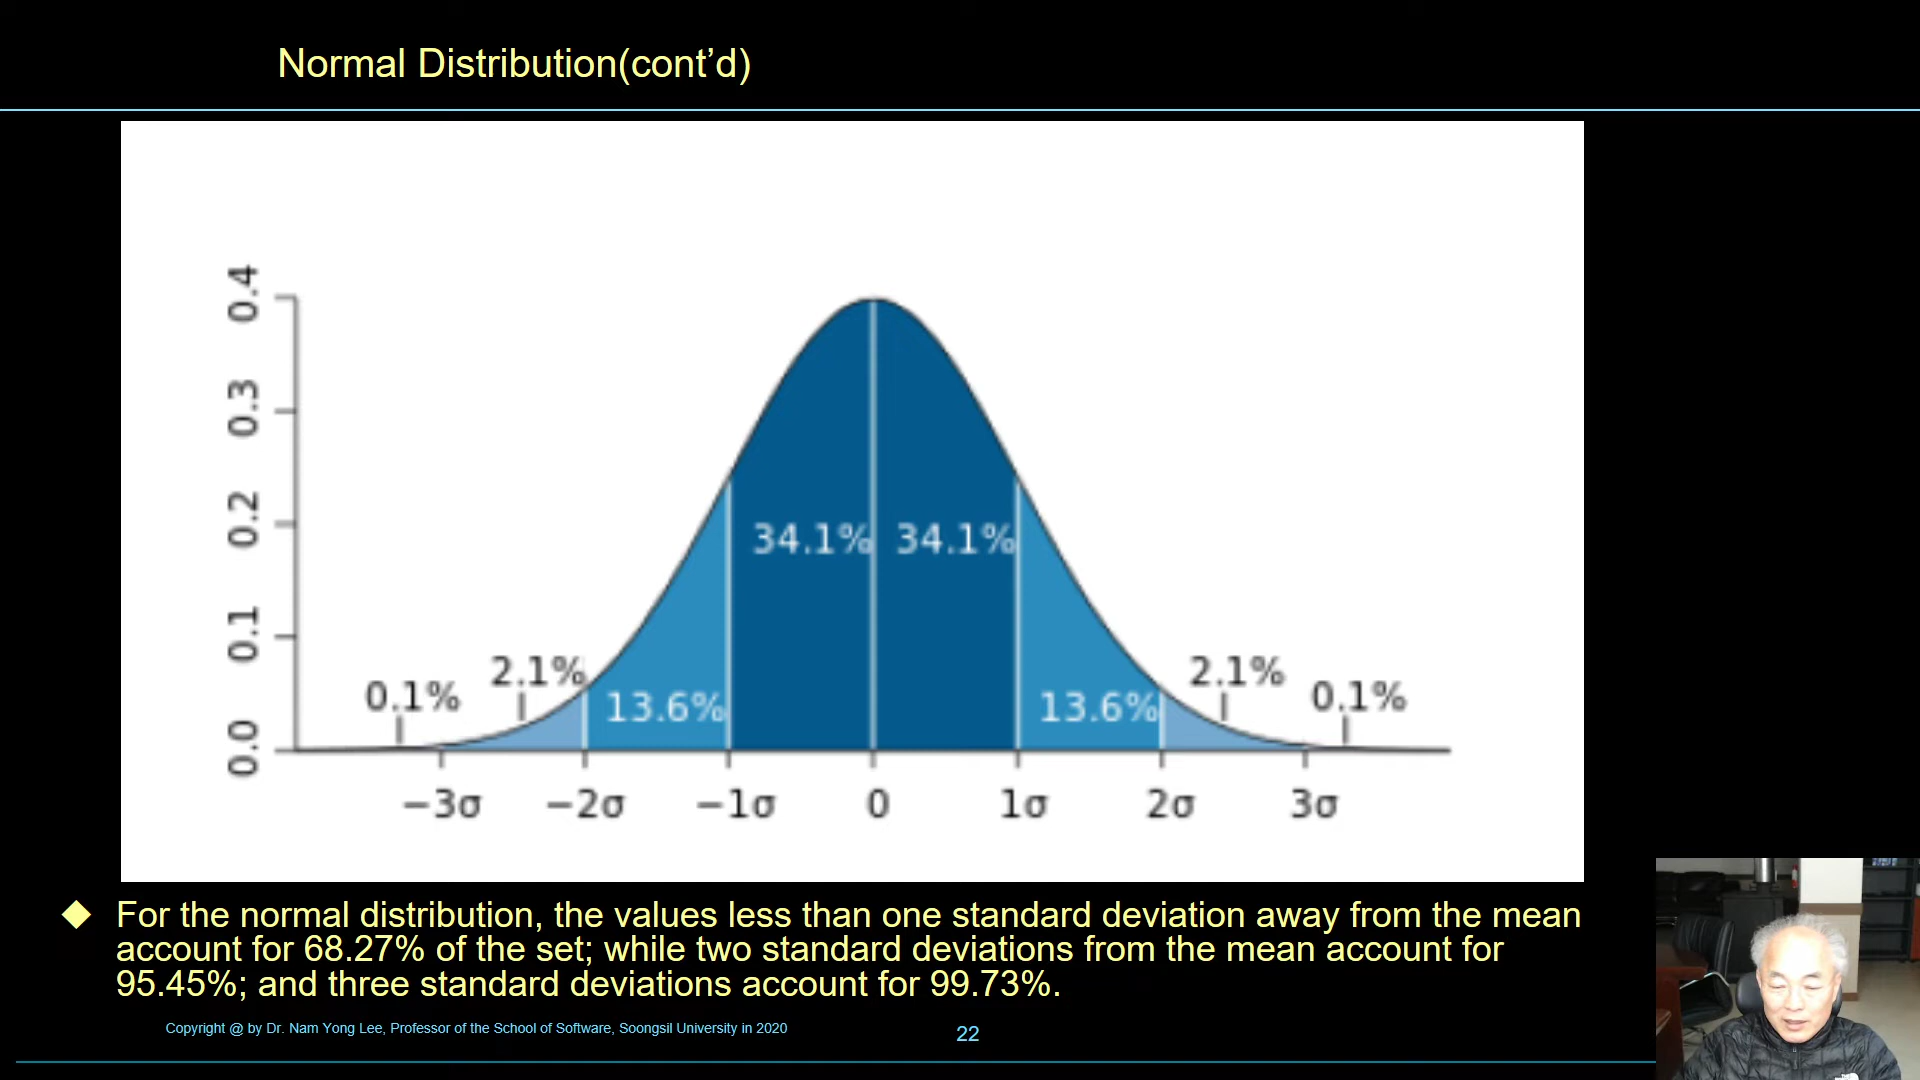 Normal Distribution(cont’d)
0.4
0.3
0.2
0.1
0.0
34.1% 34.1%
0.1% 2.1% 13.6% 13.6% 2.1% 0.1%
−3σ −2σ −1σ 0 1σ 2σ 3σ
For the normal distribution, the values less than one standard deviation away from the mean
account for 68.27% of the set; while two standard deviations from the mean account for
95.45%; and three standard deviations account for 99.73%.
Copyright @ by Dr. Nam Yong Lee, Professor of the School of Software, Soongsil University in 2020
22